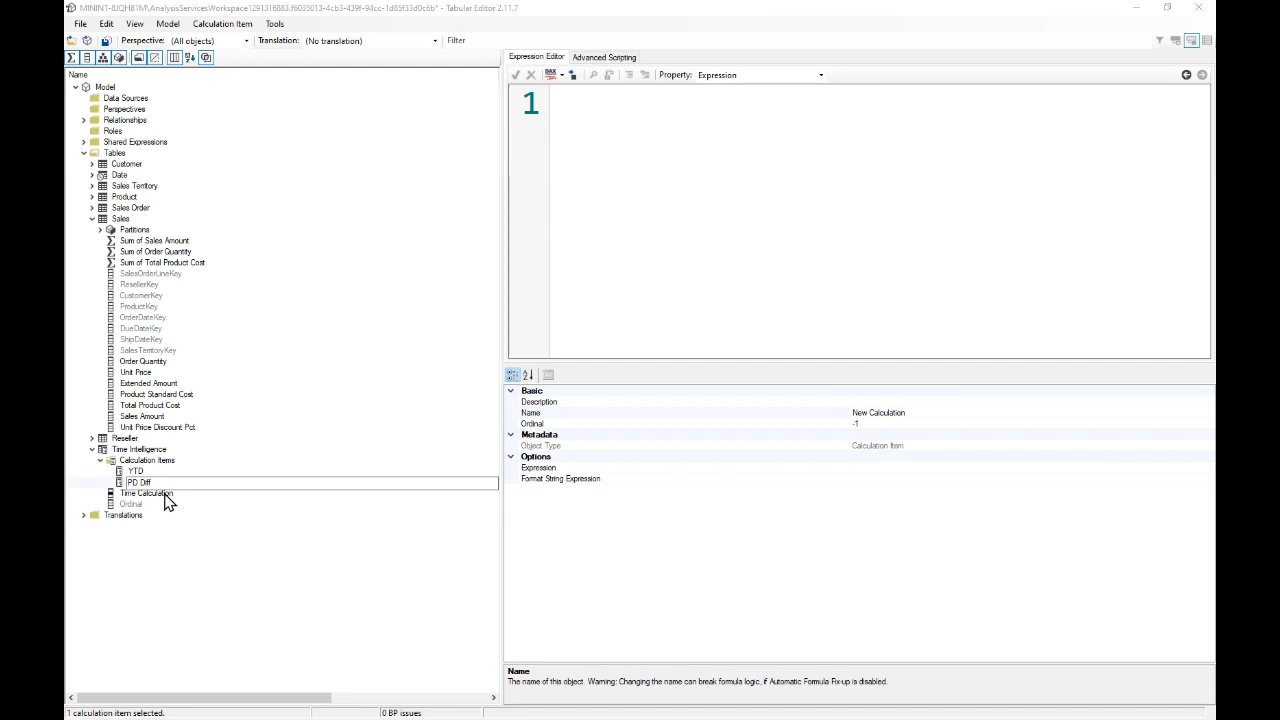 MININT-BJQH81M\AnalysisServicesWorkspace1291316883.f6035013-4cb3-439f-94cc-1d85f33d0c6b* - Tabular Editor 2.11.7
File Edit View Model Calculation Item Tools
Perspective: (All objects) Translation: (No translation) Filter
Expression Editor Advanced Scripting
Name
DAX Property: Expression
1
Model
Data Sources
Perspectives
Relationships
Roles
Shared Expressions
Tables
Customer
Date
Sales Territory
Product
Sales Order
Sales
Partitions
Sum of Sales Amount
Sum of Order Quantity
Sum of Total Product Cost
SalesOrderLineKey
ResellerKey
CustomerKey
ProductKey
OrderDateKey
DueDateKey
ShipDateKey
SalesTerritoryKey
Order Quantity
Unit Price
Extended Amount
Product Standard Cost
Total Product Cost
Sales Amount
Unit Price Discount Pct
Reseller
Time Intelligence
Calculation Items
YTD
PD Diff
Time Calculation
Ordinal
Translations
Basic
Description
Name New Calculation
Ordinal -1
Metadata
Object Type Calculation Item
Options
Expression
Format String Expression
Name
The name of this object. Warning: Changing the name can break formula logic, if Automatic Formula Fix-up is disabled.
1 calculation item selected. 0 BP issues